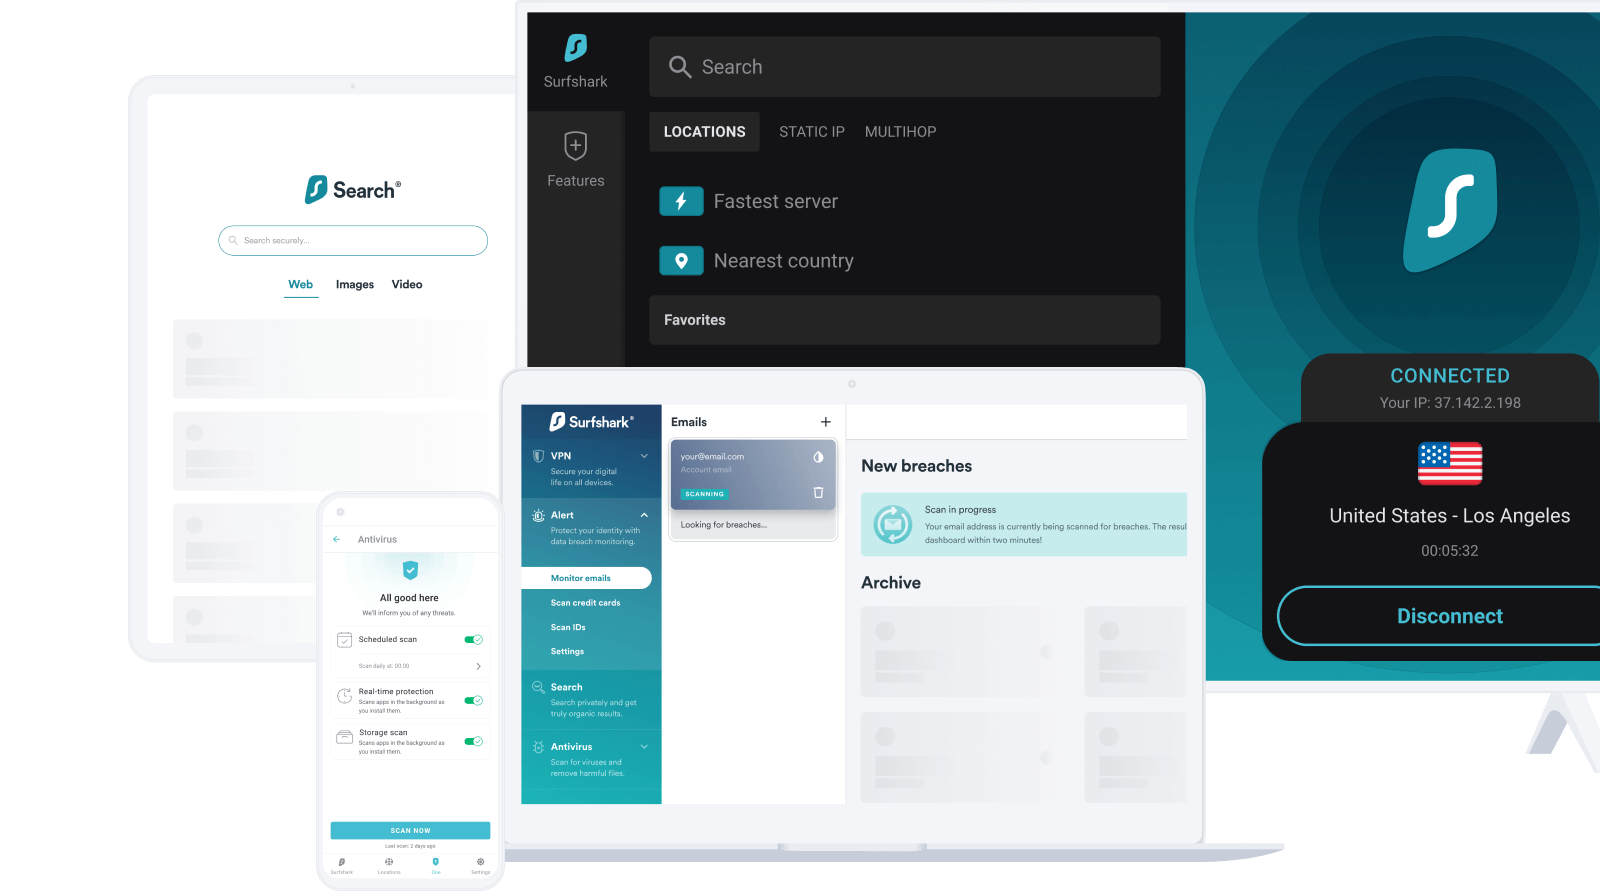 Search®
Search securely...
Web Images Video
Surfshark
Features
Search
LOCATIONS STATIC IP MULTIHOP
Fastest server
Nearest country
Favorites
CONNECTED
Your IP: 37.142.2.198
United States - Los Angeles
00:05:32
Disconnect
Surfshark®
VPN
Secure your digital
life on all devices.
Alert
Protect your identity with
data breach monitoring.
Monitor emails
Scan credit cards
Scan IDs
Settings
Search
Search privately and get
truly organic results.
Antivirus
Scan for viruses and
remove harmful files.
Emails +
your@email.com
Account email
SCANNING
Looking for breaches...
New breaches
Scan in progress
Your email address is currently being scanned for breaches. The resul
dashboard within two minutes!
Archive
Antivirus
All good here
We'll inform you of any threats.
Scheduled scan
Scan daily at: 00:00
Real-time protection
Scans apps in the background as
you install them.
Storage scan
Scans apps in the background as
you install them.
SCAN NOW
Last scan: 2 days ago
Surfshark Locations One Settings